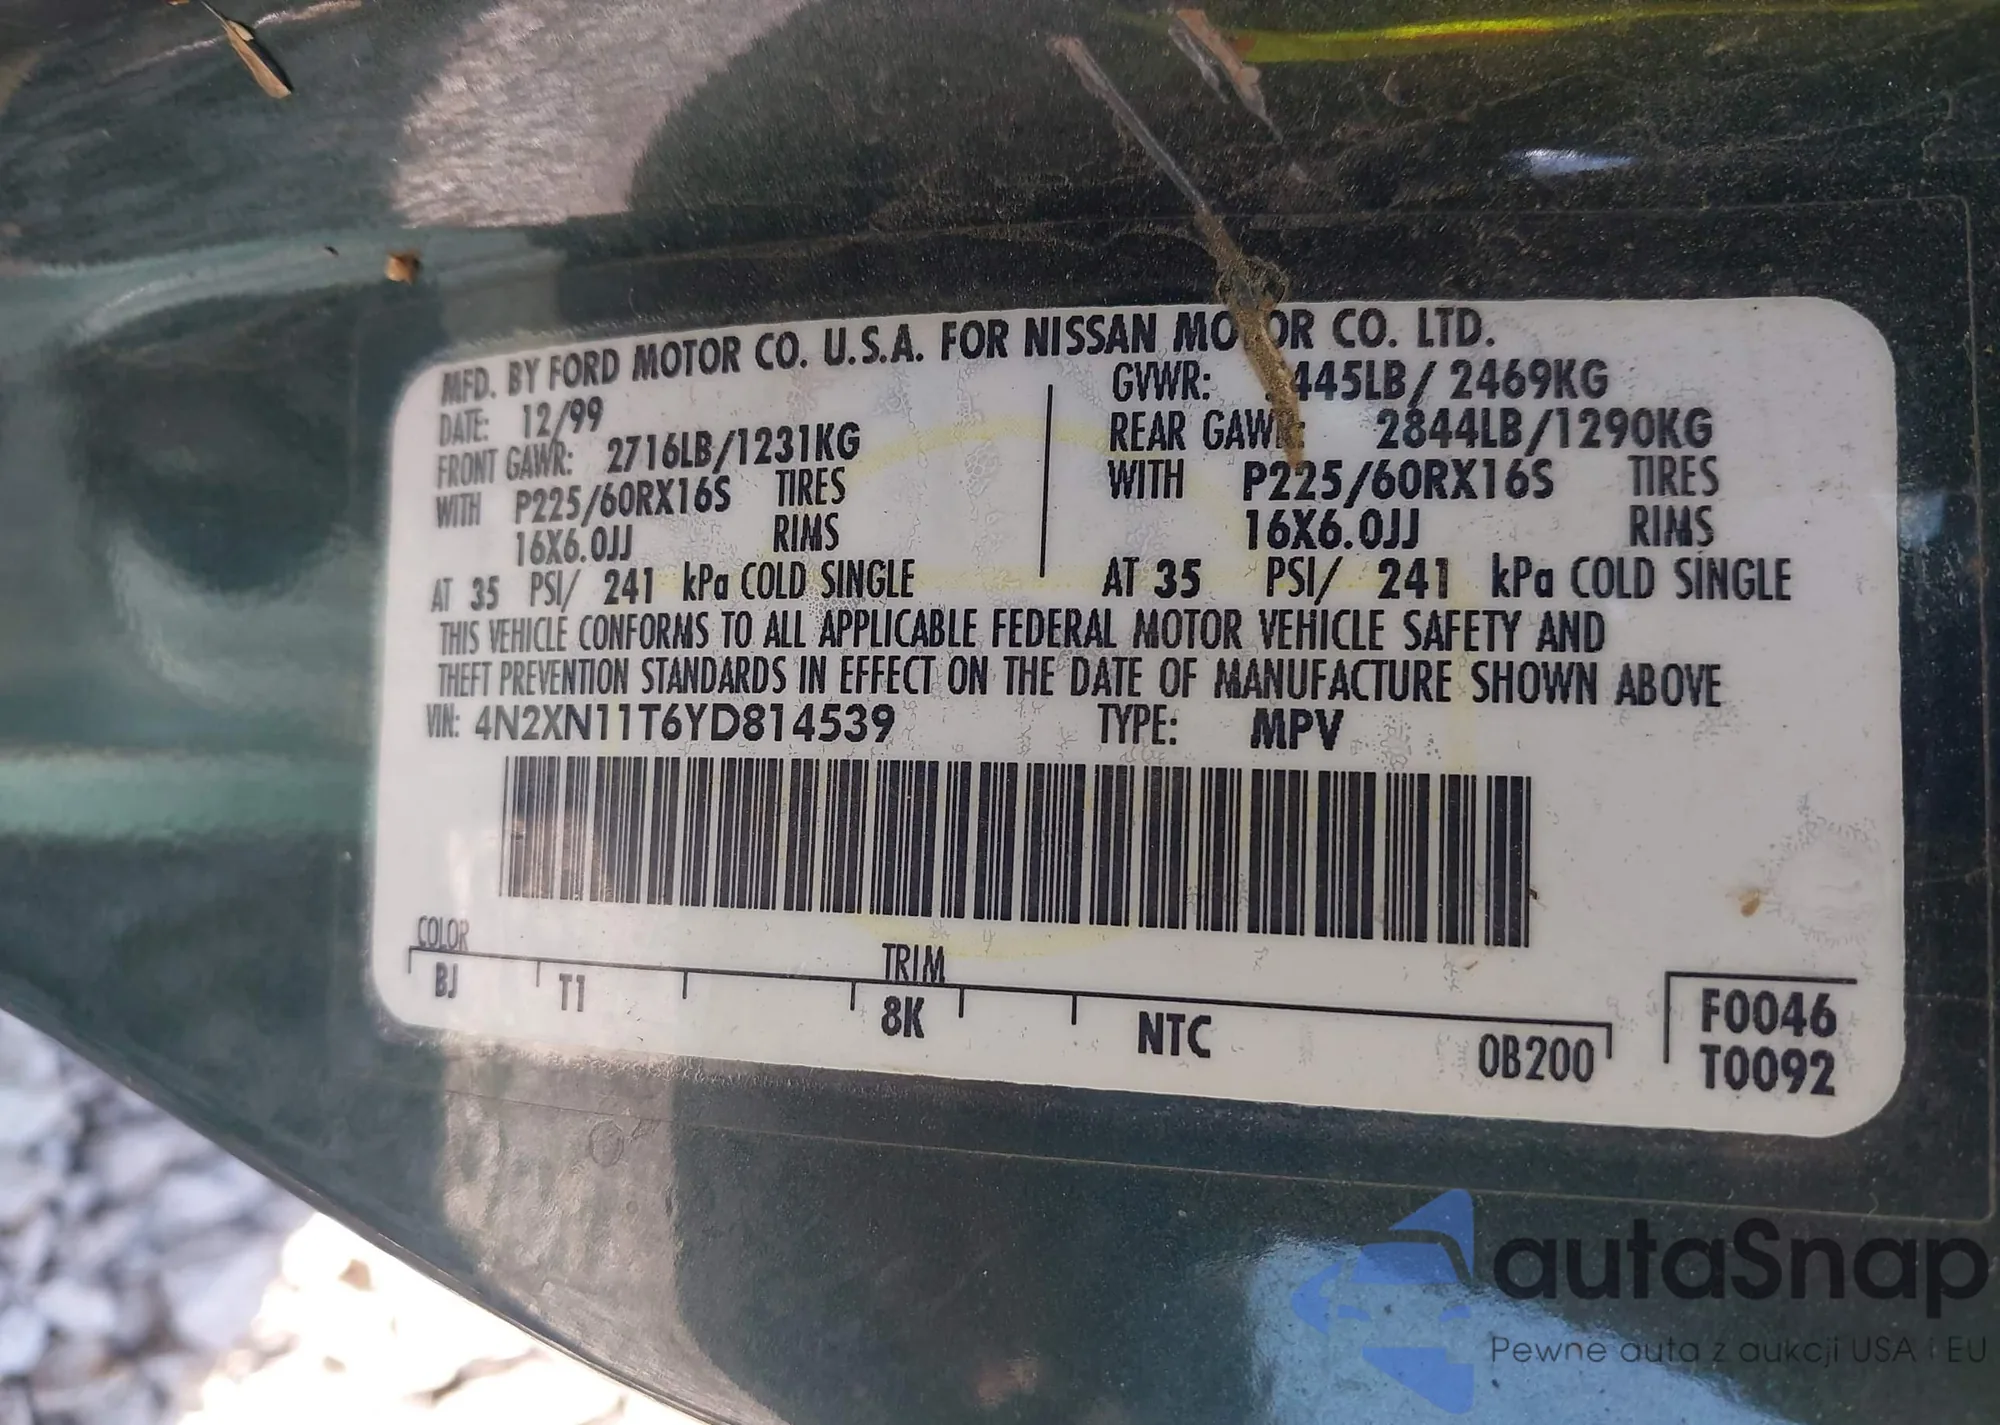 MFD. BY FORD MOTOR CO. U.S.A. FOR NISSAN MOTOR CO. LTD.
DATE: 12/99
GVWR: 445LB/ 2469KG
FRONT GAWR: 2716LB/1231KG
REAR GAWR: 2844LB/1290KG
WITH P225/60RX16S TIRES
WITH P225/60RX16S TIRES
16X6.0JJ RIMS
16X6.0JJ RIMS
AT 35 PSI/ 241 kPa COLD SINGLE
AT 35 PSI/ 241 kPa COLD SINGLE
THIS VEHICLE CONFORMS TO ALL APPLICABLE FEDERAL MOTOR VEHICLE SAFETY AND
THEFT PREVENTION STANDARDS IN EFFECT ON THE DATE OF MANUFACTURE SHOWN ABOVE
VIN: 4N2XN11T6YD814539 TYPE: MPV
COLOR
TRIM
BJ T1 8K NTC 0B200
F0046
T0092
autaSnap
Pewne auta z aukcji USA i EU